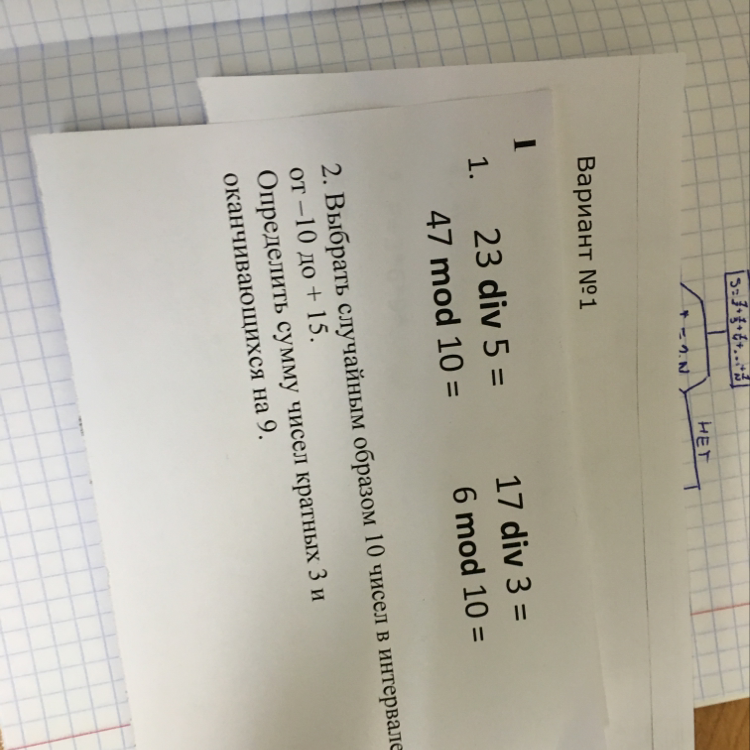 Вариант №1
I
1. 23 div 5 = 17 div 3 =
47 mod 10 = 6 mod 10 =
2. Выбрать случайным образом 10 чисел в интервале
от –10 до + 15.
Определить сумму чисел кратных 3 и
оканчивающихся на 9.
НЕТ